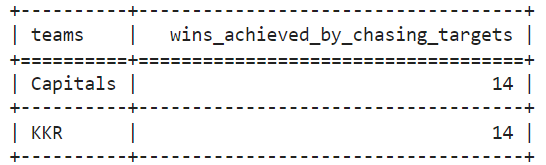 teams wins_achieved_by_chasing_targets
Capitals 14
KKR 14